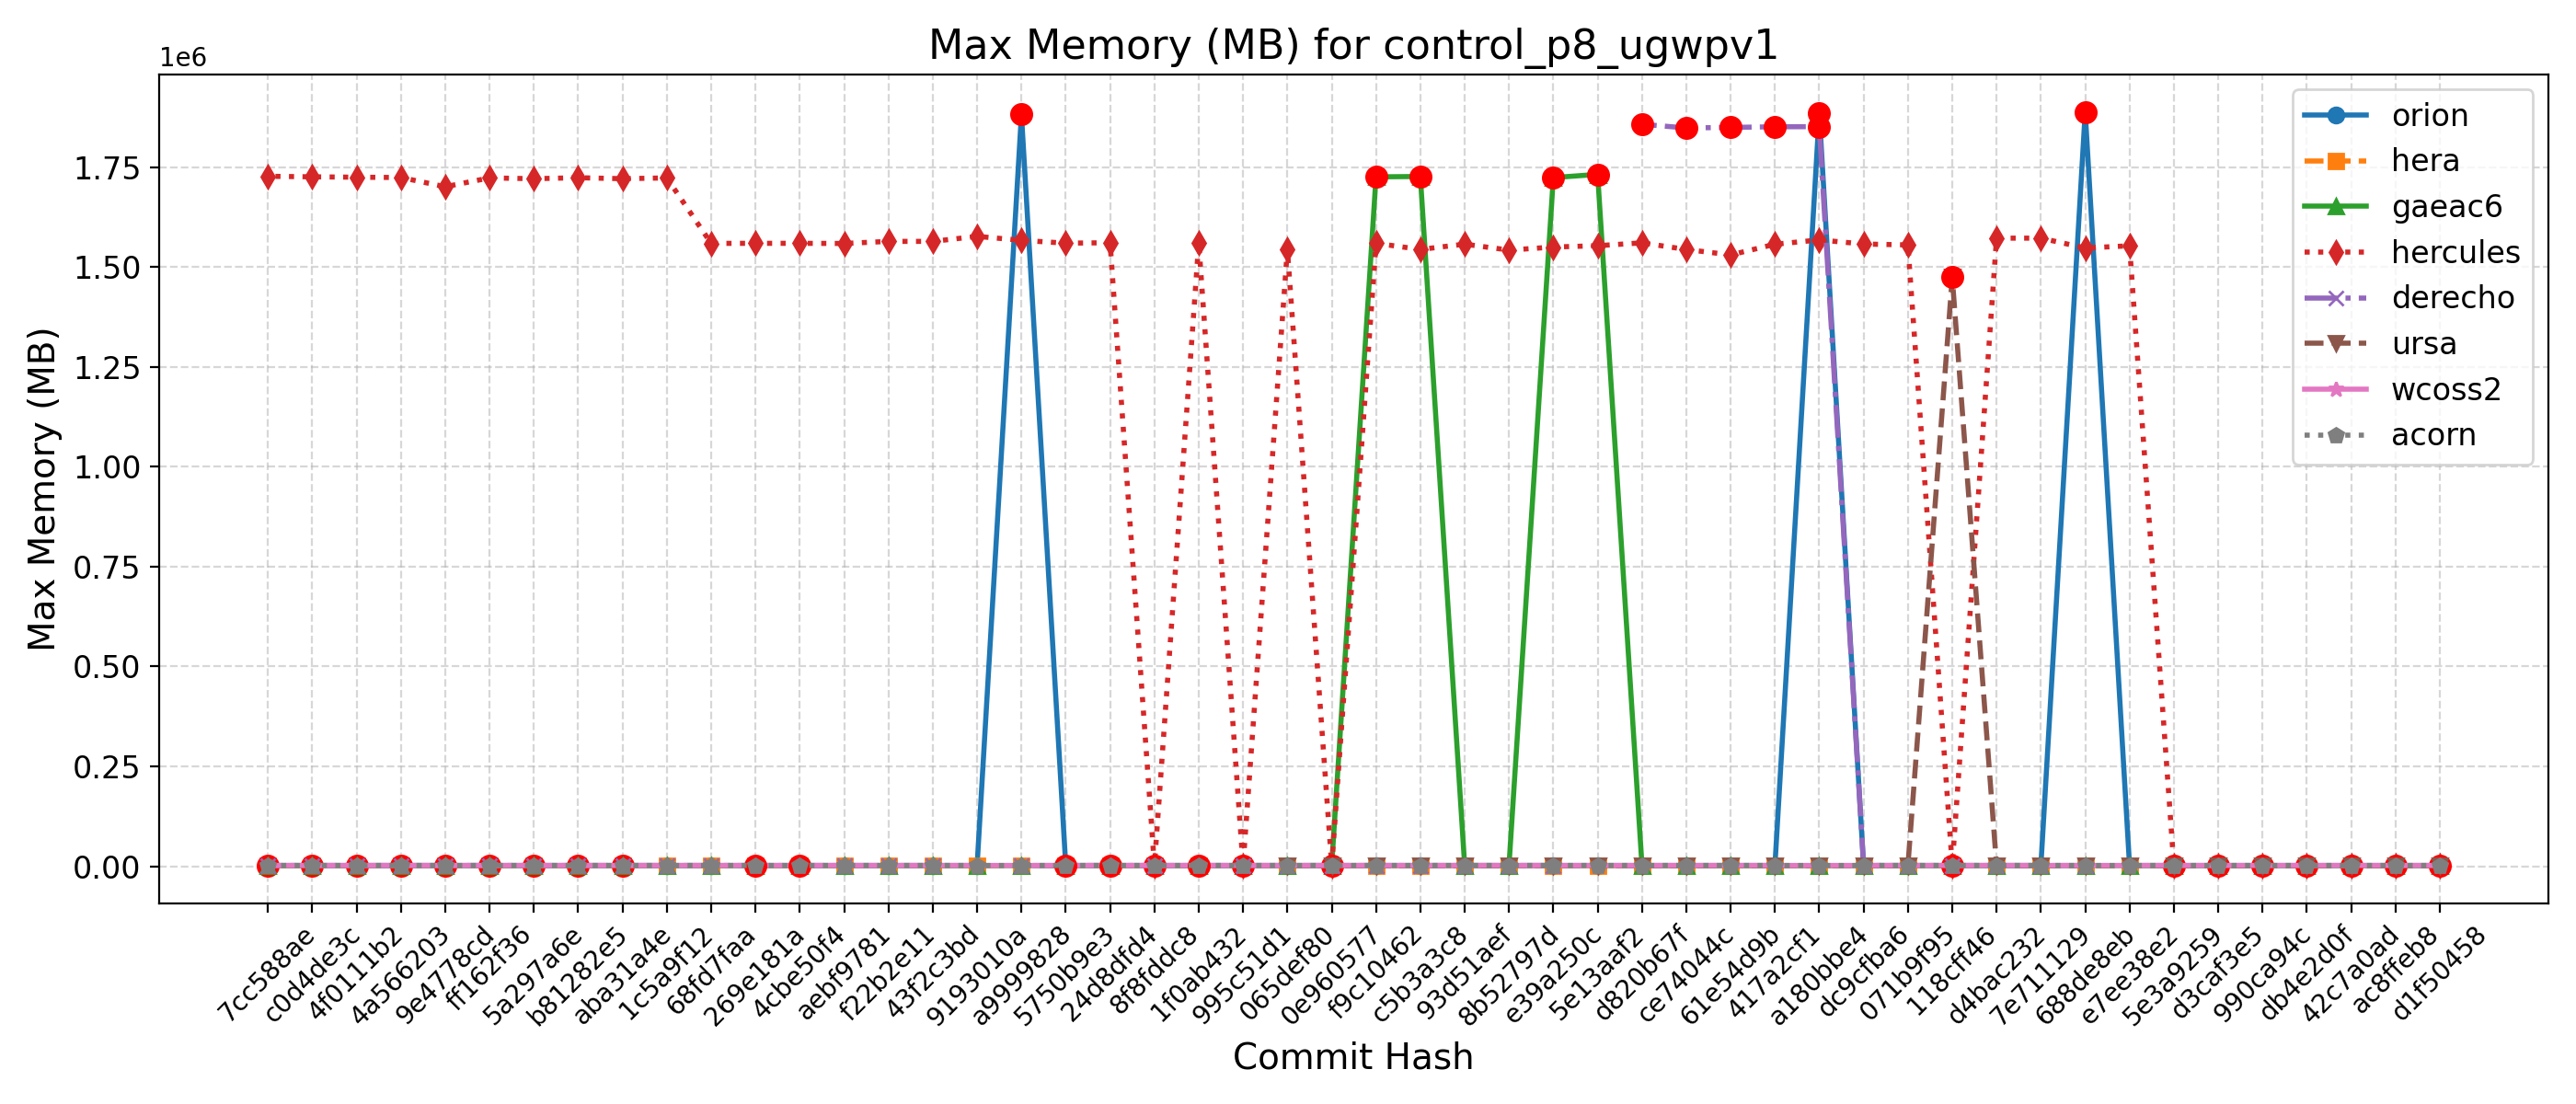 Max Memory (MB) for control_p8_ugwpv1
1e6
1.75
1.50
1.25
1.00
0.75
0.50
0.25
0.00
Max Memory (MB)
orion
hera
gaeac6
hercules
derecho
ursa
wcoss2
acorn
7cc588ae
c0d4de3c
4f0111b2
4a566203
9e4778cd
ff162f36
5a297a6e
b81282e5
aba31a4e
1c5a9f12
68fd7faa
269e181a
4cbe50f4
aebf9781
f22b2e11
43f2c3bd
9193010a
a9999828
5750b9e3
24d8dfd4
8f8fddc8
1f0ab432
995c51d1
065def80
0e960577
f9c10462
c5b3a3c8
93d51aef
8b52797d
e39a250c
5e13aaf2
d820b67f
ce74044c
61e54d9b
417a2cf1
a180bbe4
dc9cfba6
071b9f95
118cff46
d4bac232
7e711129
688de8eb
e7ee38e2
5e3a9259
d3caf3e5
990ca94c
db4e2d0f
42c7a0ad
ac8ffeb8
d1f50458
Commit Hash